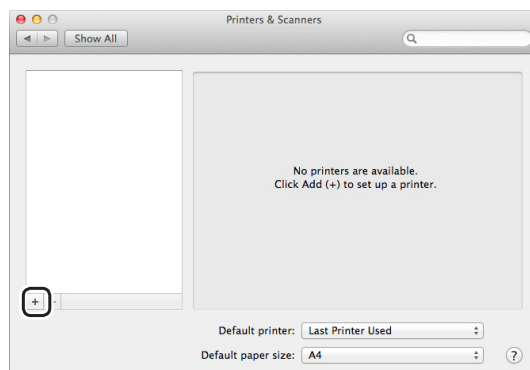 Printers & Scanners
Show All
No printers are available.
Click Add (+) to set up a printer.
+ -
Default printer: Last Printer Used
Default paper size: A4 ?